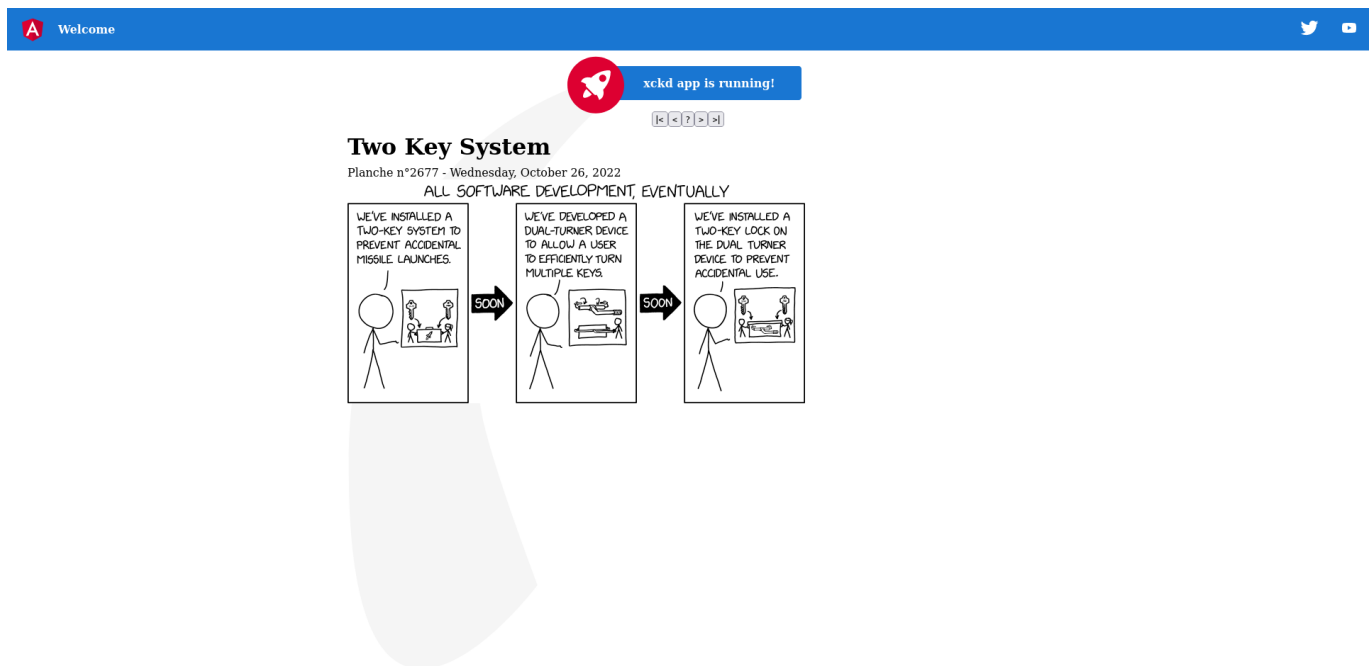 Welcome
xckd app is running!
|< < ? > >|
Two Key System
Planche n°2677 - Wednesday, October 26, 2022
ALL SOFTWARE DEVELOPMENT, EVENTUALLY
WE'VE INSTALLED A
TWO-KEY SYSTEM TO
PREVENT ACCIDENTAL
MISSILE LAUNCHES.
SOON
WE'VE DEVELOPED A
DUAL-TURNER DEVICE
TO ALLOW A USER
TO EFFICIENTLY TURN
MULTIPLE KEYS.
SOON
WE'VE INSTALLED A
TWO-KEY LOCK ON
THE DUAL TURNER
DEVICE TO PREVENT
ACCIDENTAL USE.